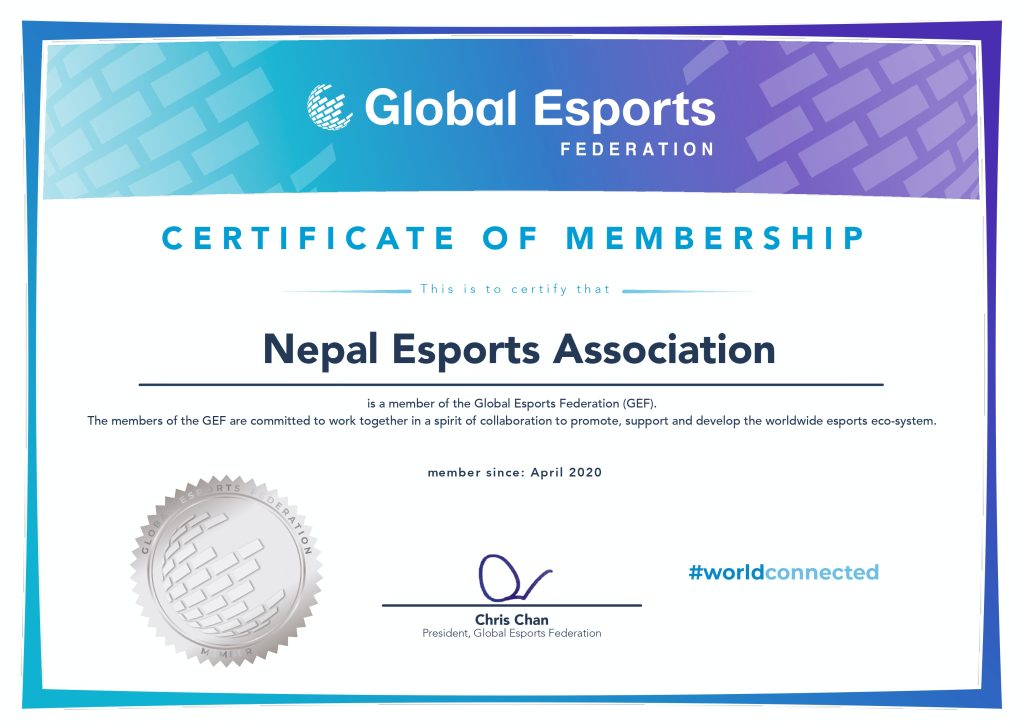 Global Esports
FEDERATION
CERTIFICATE OF MEMBERSHIP
This is to certify that
Nepal Esports Association
is a member of the Global Esports Federation (GEF).
The members of the GEF are committed to work together in a spirit of collaboration to promote, support and develop the worldwide esports eco-system.
member since: April 2020
GLOBAL ESPORTS FEDERATION
MEMBER
#worldconnected
Chris Chan
President, Global Esports Federation